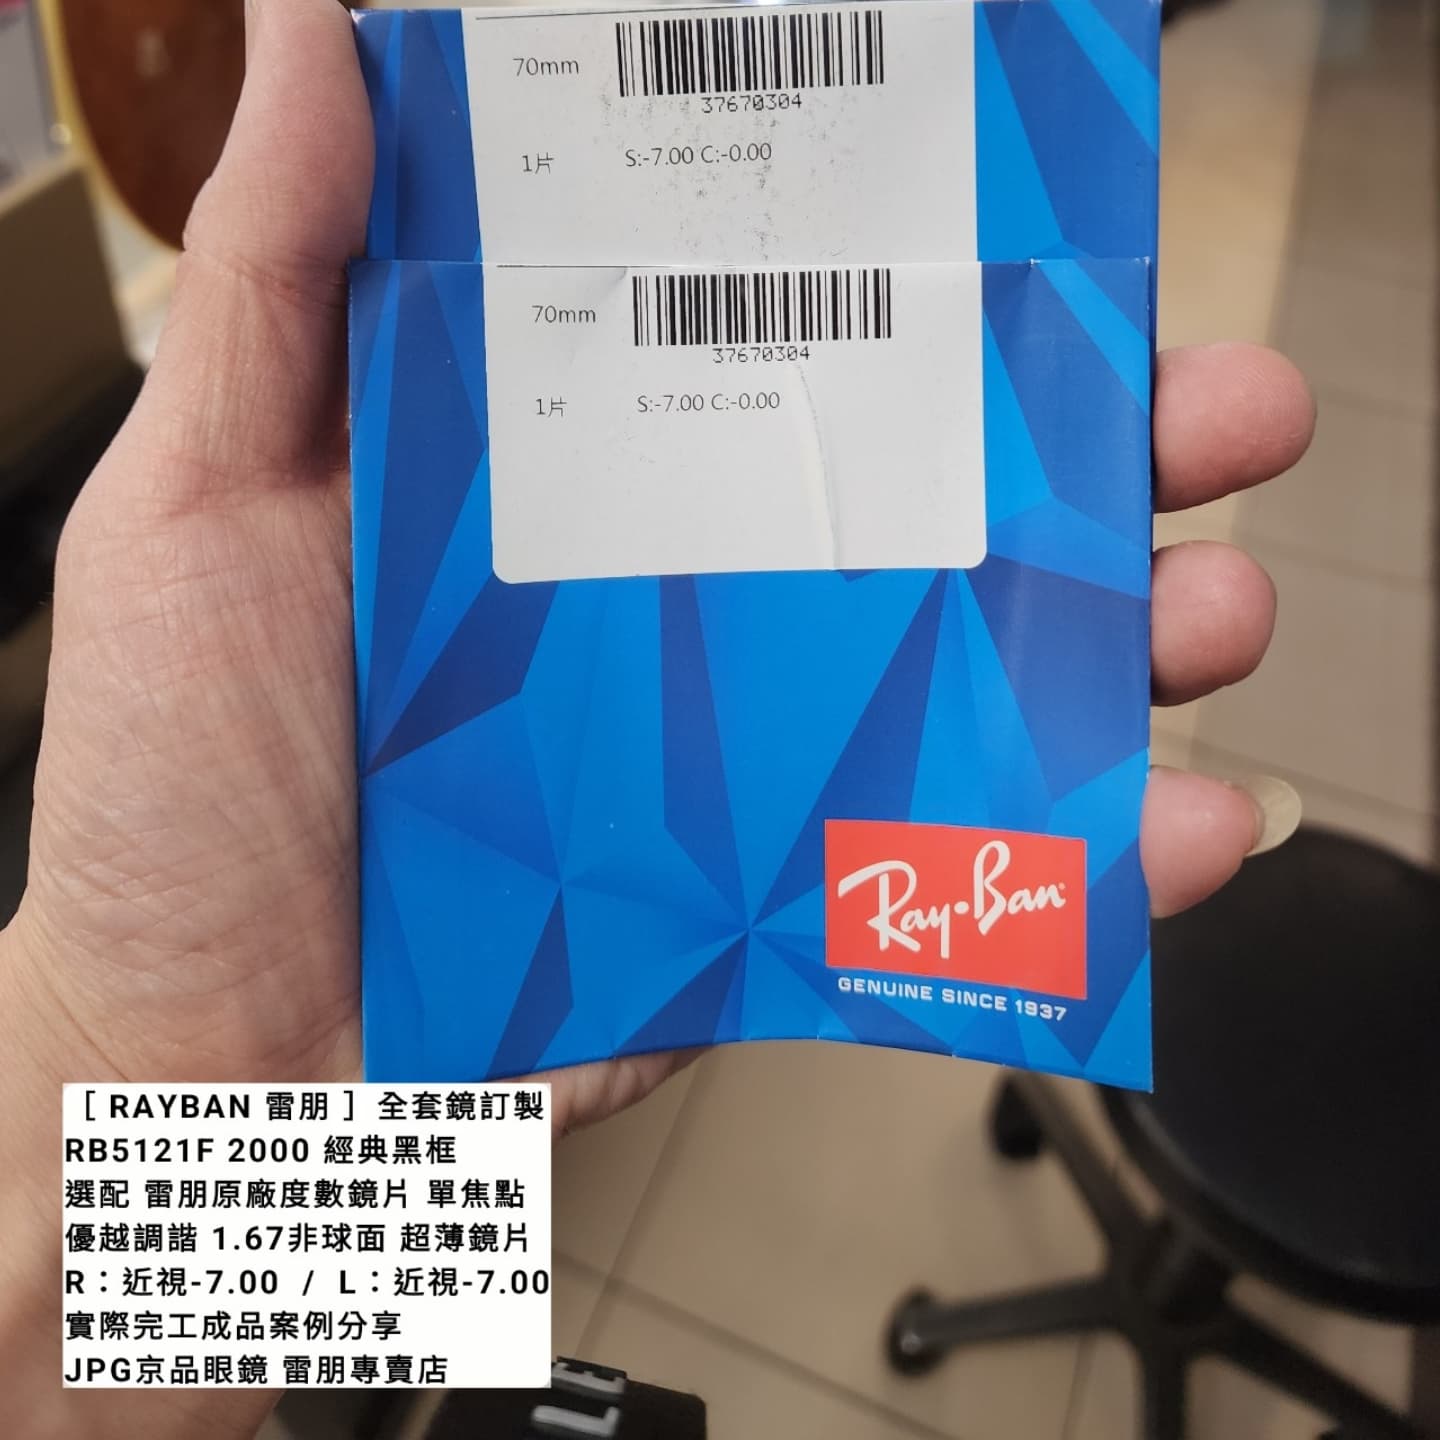 70mm
37670304
1片 S:-7.00 C:-0.00
70mm
37670304
1片 S:-7.00 C:-0.00
Ray-Ban
GENUINE SINCE 1937
［ RAYBAN 雷朋 ］ 全套鏡訂製
RB5121F 2000 經典黑框
選配 雷朋原廠度數鏡片 單焦點
優越調諧 1.67非球面 超薄鏡片
R：近視-7.00 / L：近視-7.00
實際完工成品案例分享
JPG京品眼鏡 雷朋專賣店